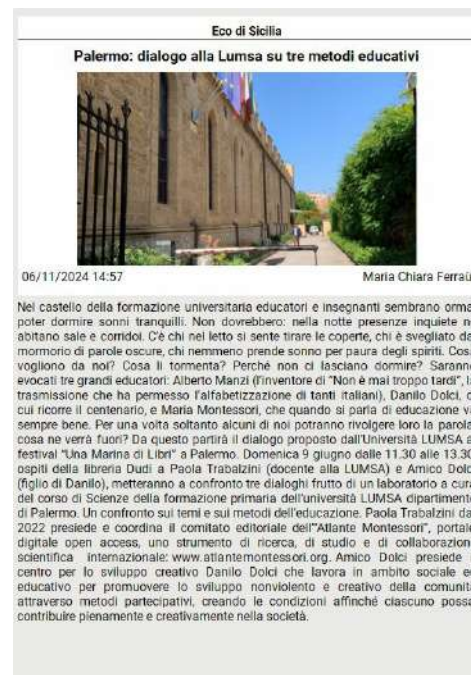 Eco di Sicilia
Palermo: dialogo alla Lumsa su tre metodi educativi
06/11/2024 14:57 Maria Chiara Ferraù
Nel castello della formazione universitaria educatori e insegnanti sembrano orma
poter dormire sonni tranquilli. Non dovrebbero: nella notte presenze inquiete ne
abitano sale e corridoi. C'è chi nel letto si sente tirare le coperte, chi è svegliato da
mormorio di parole oscure, chi nemmeno prende sonno per paura degli spiriti. Cosa
vogliono da noi? Cosa li tormenta? Perché non ci lasciano dormire? Saranno
evocati tre grandi educatori: Alberto Manzi (l'inventore di "Non è mai troppo tardi", la
trasmissione che ha permesso l'alfabetizzazione di tanti italiani), Danilo Dolci, d
cui ricorre il centenario, e Maria Montessori, che quando si parla di educazione va
sempre bene. Per una volta soltanto alcuni di noi potranno rivolgere loro la parola
cosa ne verrà fuori? Da questo partirà il dialogo proposto dall'Università LUMSA a
festival "Una Marina di Libri" a Palermo. Domenica 9 giugno dalle 11.30 alle 13.30
ospiti della libreria Dudi a Paola Trabalzini (docente alla LUMSA) e Amico Dolci
(figlio di Danilo), metteranno a confronto tre dialoghi frutto di un laboratorio a cura
del corso di Scienze della formazione primaria dell'università LUMSA dipartimento
di Palermo. Un confronto sui temi e sui metodi dell'educazione. Paola Trabalzini da
2022 presiede e coordina il comitato editoriale dell'"Atlante Montessori", portale
digitale open access, uno strumento di ricerca, di studio e di collaborazione
scientifica internazionale: www.atlantemontessori.org. Amico Dolci presiede i
centro per lo sviluppo creativo Danilo Dolci che lavora in ambito sociale ed
educativo per promuovere lo sviluppo nonviolento e creativo della comunità
attraverso metodi partecipativi, creando le condizioni affinché ciascuno possa
contribuire pienamente e creativamente nella società.